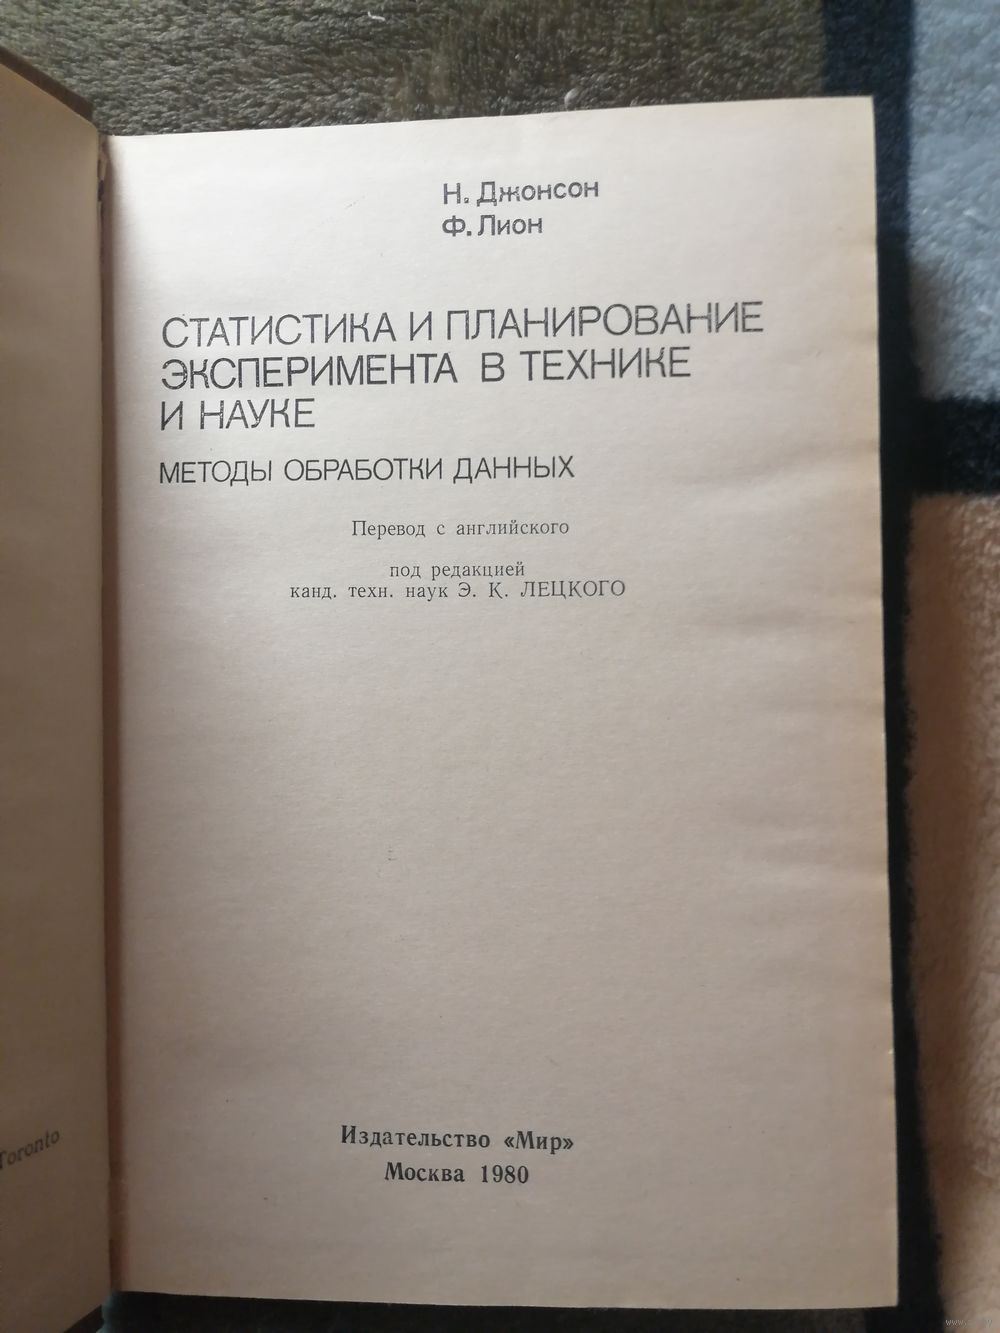 Н. Джонсон
Ф. Лион
СТАТИСТИКА И ПЛАНИРОВАНИЕ
ЭКСПЕРИМЕНТА В ТЕХНИКЕ
И НАУКЕ
МЕТОДЫ ОБРАБОТКИ ДАННЫХ
Перевод с английского
под редакцией
канд. техн. наук Э. К. ЛЕЦКОГО
Издательство «Мир»
Москва 1980
Toronto